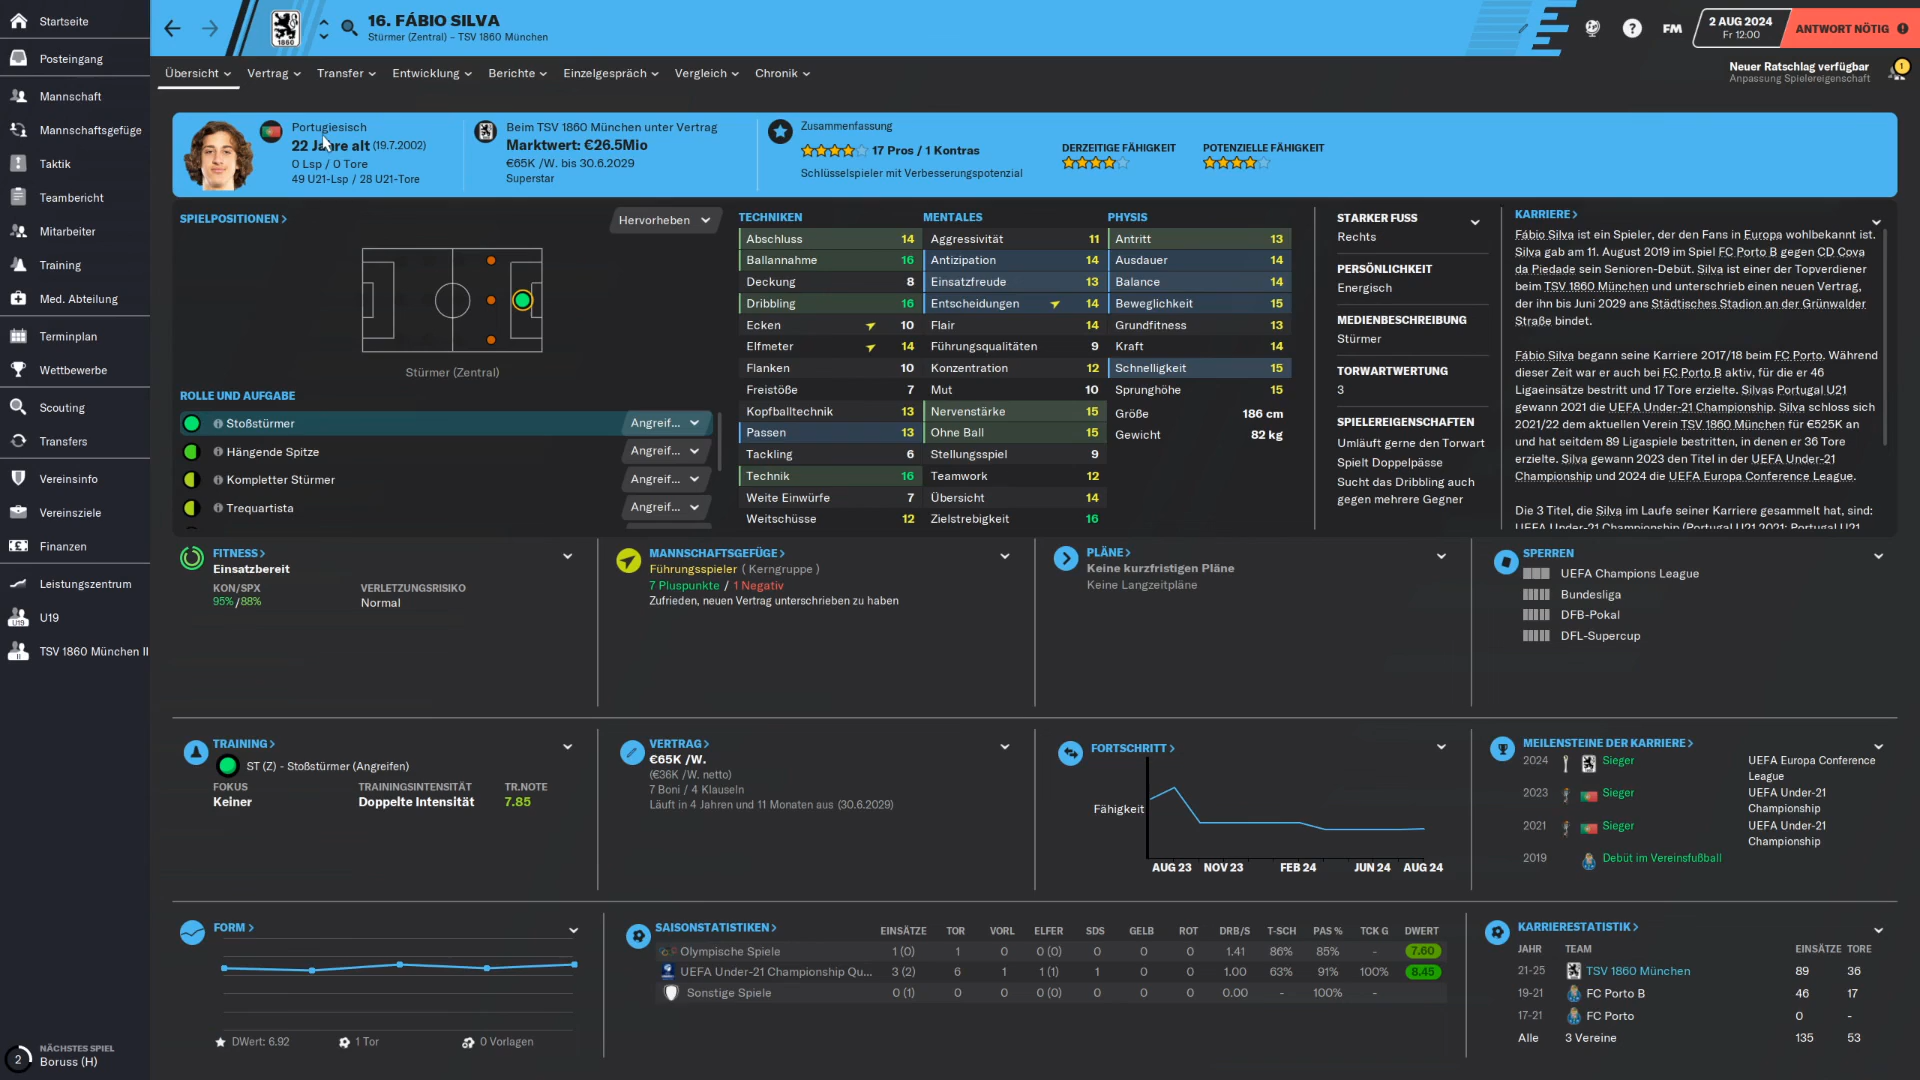 Startseite
Posteingang
Mannschaft
Mannschaftsgefüge
Taktik
Teambericht
Mitarbeiter
Training
Med. Abteilung
Terminplan
Wettbewerbe
Scouting
Transfers
Vereinsinfo
Vereinsziele
Finanzen
Leistungszentrum
U19
TSV 1860 München II
2 NÄCHSTES SPIEL
Boruss (H)
16. FÁBIO SILVA
Stürmer (Zentral) - TSV 1860 München
? FM 2 AUG 2024 Fr 12:00 ANTWORT NÖTIG
Übersicht Vertrag Transfer Entwicklung Berichte Einzelgespräch Vergleich Chronik
Neuer Ratschlag verfügbar 1
Anpassung Spielereigenschaft
Portugiesisch
22 Jahre alt (19.7.2002)
0 Lsp / 0 Tore
49 U21-Lsp / 28 U21-Tore
Beim TSV 1860 München unter Vertrag
Marktwert: €26.5Mio
€65K /W. bis 30.6.2029
Superstar
Zusammenfassung
17 Pros / 1 Kontras
Schlüsselspieler mit Verbesserungspotenzial
DERZEITIGE FÄHIGKEIT
POTENZIELLE FÄHIGKEIT
SPIELPOSITIONEN
Hervorheben
Stürmer (Zentral)
ROLLE UND AUFGABE
Stoßstürmer Angreif...
Hängende Spitze Angreif...
Kompletter Stürmer Angreif...
Trequartista Angreif...
TECHNIKEN
Abschluss 14
Ballannahme 16
Deckung 8
Dribbling 16
Ecken 10
Elfmeter 14
Flanken 10
Freistöße 7
Kopfballtechnik 13
Passen 13
Tackling 6
Technik 16
Weite Einwürfe 7
Weitschüsse 12
MENTALES
Aggressivität 11
Antizipation 14
Einsatzfreude 13
Entscheidungen 14
Flair 14
Führungsqualitäten 9
Konzentration 12
Mut 10
Nervenstärke 15
Ohne Ball 15
Stellungsspiel 9
Teamwork 12
Übersicht 14
Zielstrebigkeit 16
PHYSIS
Antritt 13
Ausdauer 14
Balance 14
Beweglichkeit 15
Grundfitness 13
Kraft 14
Schnelligkeit 15
Sprunghöhe 15
Größe 186 cm
Gewicht 82 kg
STARKER FUSS
Rechts
PERSÖNLICHKEIT
Energisch
MEDIENBESCHREIBUNG
Stürmer
TORWARTWERTUNG
3
SPIELEREIGENSCHAFTEN
Umläuft gerne den Torwart
Spielt Doppelpässe
Sucht das Dribbling auch
gegen mehrere Gegner
KARRIERE
Fábio Silva ist ein Spieler, der den Fans in Europa wohlbekannt ist.
Silva gab am 11. August 2019 im Spiel FC Porto B gegen CD Cova
da Piedade sein Senioren-Debüt. Silva ist einer der Topverdiener
beim TSV 1860 München und unterschrieb einen neuen Vertrag,
der ihn bis Juni 2029 ans Städtisches Stadion an der Grünwalder
Straße bindet.
Fábio Silva begann seine Karriere 2017/18 beim FC Porto. Während
dieser Zeit war er auch bei FC Porto B aktiv, für die er 46
Ligaeinsätze bestritt und 17 Tore erzielte. Silvas Portugal U21
gewann 2021 die UEFA Under-21 Championship. Silva schloss sich
2021/22 dem aktuellen Verein TSV 1860 München für €525K an
und hat seitdem 89 Ligaspiele bestritten, in denen er 36 Tore
erzielte. Silva gewann 2023 den Titel in der UEFA Under-21
Championship und 2024 die UEFA Europa Conference League.
Die 3 Titel, die Silva im Laufe seiner Karriere gesammelt hat, sind:
UEFA Under-21 Championship (Portugal U21 2021; Portugal U21
FITNESS
Einsatzbereit
KON/SPX VERLETZUNGSRISIKO
95%/88% Normal
MANNSCHAFTSGEFÜGE
Führungsspieler ( Kerngruppe )
7 Pluspunkte / 1 Negativ
Zufrieden, neuen Vertrag unterschrieben zu haben
PLÄNE
Keine kurzfristigen Pläne
Keine Langzeitpläne
SPERREN
UEFA Champions League
Bundesliga
DFB-Pokal
DFL-Supercup
TRAINING
ST (Z) - Stoßstürmer (Angreifen)
FOKUS TRAININGSINTENSITÄT TR.NOTE
Keiner Doppelte Intensität 7.85
VERTRAG
€65K /W.
(€36K /W. netto)
7 Boni / 4 Klauseln
Läuft in 4 Jahren und 11 Monaten aus (30.6.2029)
FORTSCHRITT
Fähigkeit
AUG 23 NOV 23 FEB 24 JUN 24 AUG 24
MEILENSTEINE DER KARRIERE
2024 Sieger UEFA Europa Conference
League
2023 Sieger UEFA Under-21
Championship
2021 Sieger UEFA Under-21
Championship
2019 Debüt im Vereinsfußball
FORM
DWert: 6.92 1 Tor 0 Vorlagen
SAISONSTATISTIKEN EINSÄTZE TOR VORL ELFER SDS GELB ROT DRB/S T-SCH PAS % TCK G DWERT
Olympische Spiele 1 (0) 1 0 0 (0) 0 0 0 1.41 86% 85% - 7.60
UEFA Under-21 Championship Qu... 3 (2) 6 1 1 (1) 1 0 0 1.00 63% 91% 100% 8.45
Sonstige Spiele 0 (1) 0 0 0 (0) 0 0 0 0.00 - 100% -
KARRIERESTATISTIK
JAHR TEAM EINSÄTZE TORE
21-25 TSV 1860 München 89 36
19-21 FC Porto B 46 17
17-21 FC Porto 0 -
Alle 3 Vereine 135 53